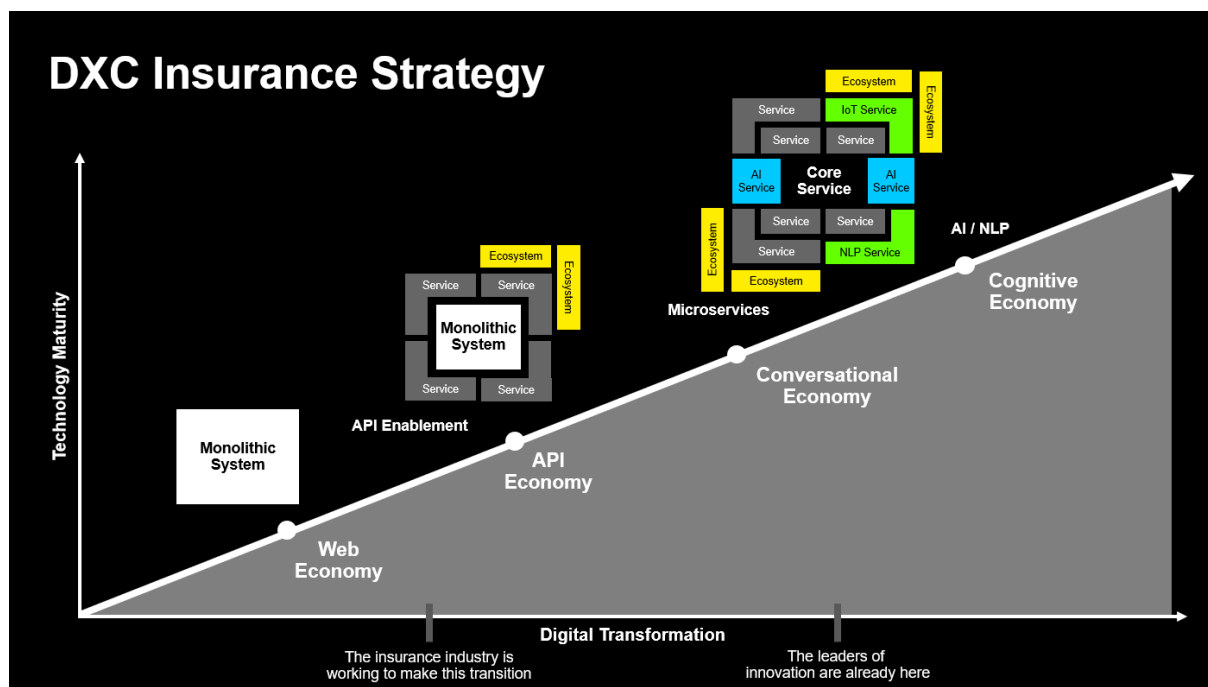 DXC Insurance Strategy
Technology Maturity
Monolithic
System
Web
Economy
Ecosystem
Ecosystem
Service
Service
Monolithic
System
Service
Service
API Enablement
API
Economy
Ecosystem
Ecosystem
Service
IoT Service
Service
Service
AI
Service
Core
Service
AI
Service
Service
Service
Service
NLP Service
Ecosystem
Ecosystem
Microservices
Conversational
Economy
AI / NLP
Cognitive
Economy
Digital Transformation
The insurance industry is
working to make this transition
The leaders of
innovation are already here